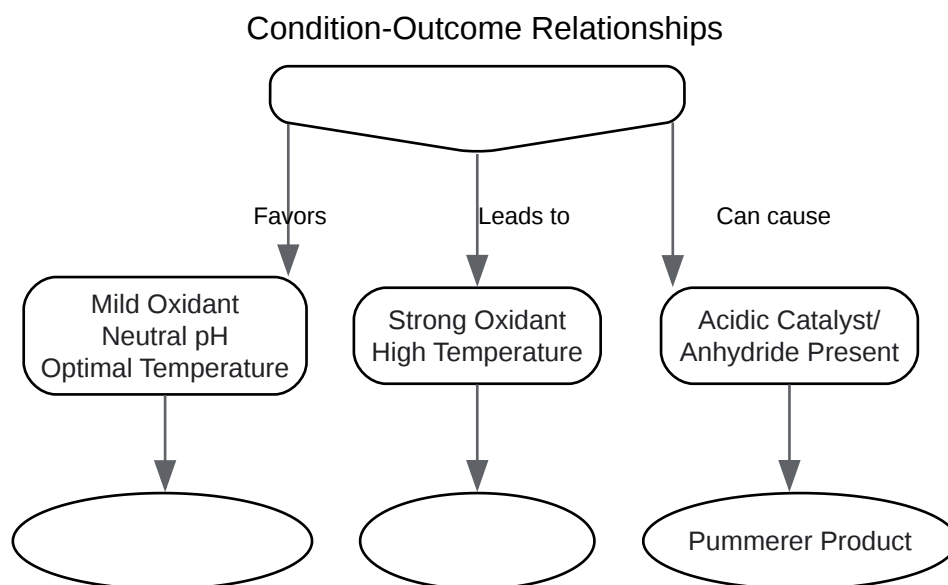 Condition-Outcome Relationships
Favors
Leads to
Can cause
Mild Oxidant
Neutral pH
Optimal Temperature
Strong Oxidant
High Temperature
Acidic Catalyst/
Anhydride Present
Pummerer Product